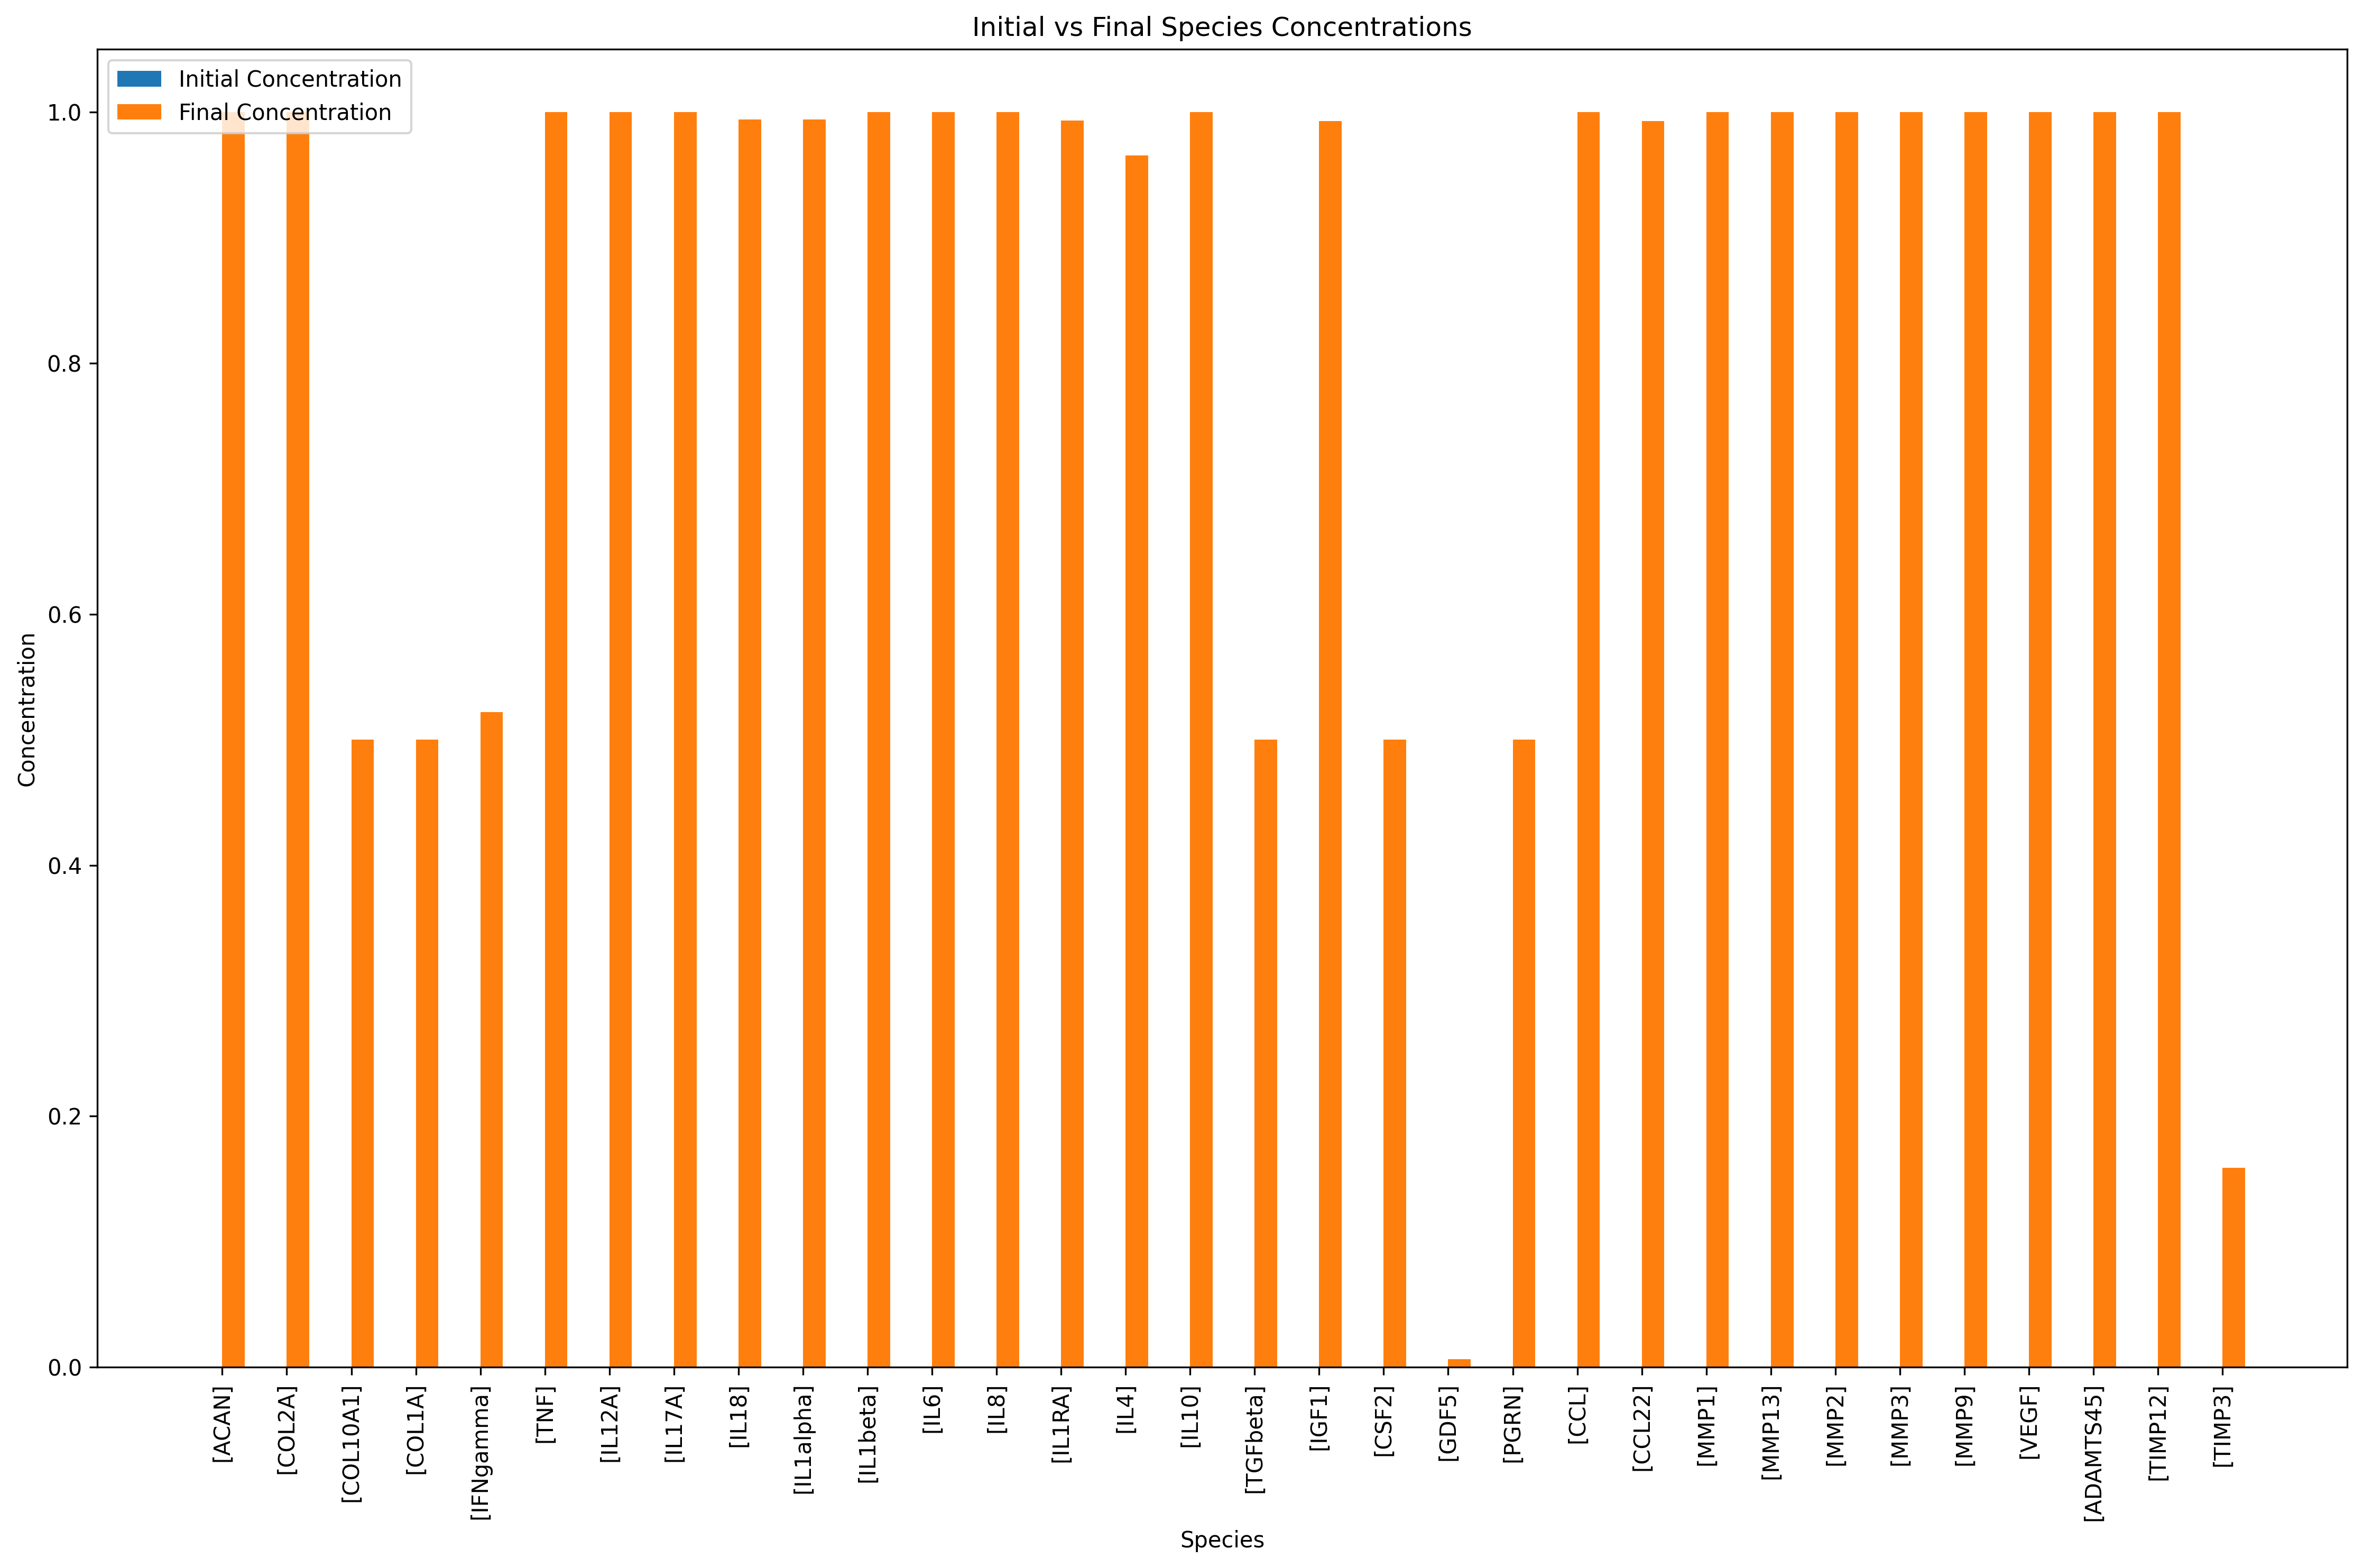 Initial vs Final Species Concentrations
Initial Concentration
Final Concentration
Concentration
1.0
0.8
0.6
0.4
0.2
0.0
[ACAN]
[COL2A]
[COL10A1]
[COL1A]
[IFNgamma]
[TNF]
[IL12A]
[IL17A]
[IL18]
[IL1alpha]
[IL1beta]
[IL6]
[IL8]
[IL1RA]
[IL4]
[IL10]
[TGFbeta]
[IGF1]
[CSF2]
[GDF5]
[PGRN]
[CCL]
[CCL22]
[MMP1]
[MMP13]
[MMP2]
[MMP3]
[MMP9]
[VEGF]
[ADAMTS45]
[TIMP12]
[TIMP3]
Species